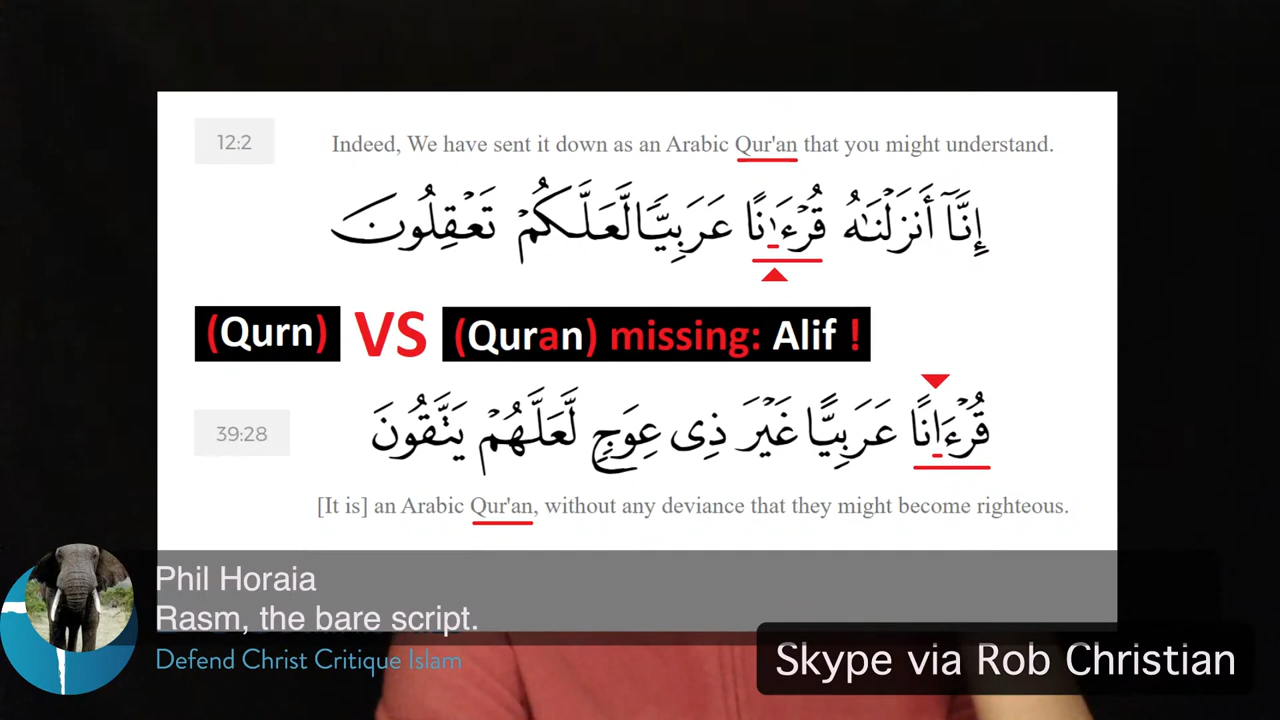 12:2
Indeed, We have sent it down as an Arabic Qur'an that you might understand.
إِنَّآ أَنزَلْنَـٰهُ قُرْءَٰنًا عَرَبِيًّا لَّعَلَّكُمْ تَعْقِلُونَ
(Qurn) VS (Quran) missing: Alif !
قُرْءَانًا عَرَبِيًّا غَيْرَ ذِى عِوَجٍ لَّعَلَّهُمْ يَتَّقُونَ
39:28
[It is] an Arabic Qur'an, without any deviance that they might become righteous.
Phil Horaia
Rasm, the bare script.
Defend Christ Critique Islam
Skype via Rob Christian